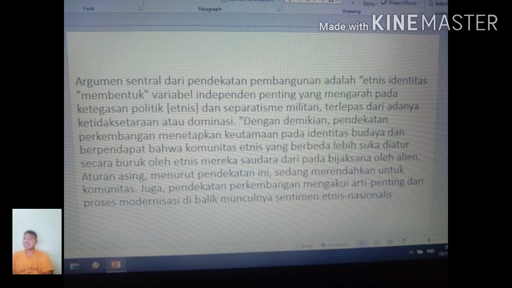 Font
Paragraph
Drawing
Made with KINEMASTER
Argumen sentral dari pendekatan pembangunan adalah "etnis identitas
"membentuk" variabel independen penting yang mengarah pada
ketegasan politik [etnis] dan separatisme militan, terlepas dari adanya
ketidaksetaraan atau dominasi. "Dengan demikian, pendekatan
perkembangan menetapkan keutamaan pada identitas budaya dan
berpendapat bahwa komunitas etnis yang berbeda lebih suka diatur
secara buruk oleh etnis mereka saudara dari pada bijaksana oleh alien.
Aturan asing, menurut pendekatan ini, sedang merendahkan untuk
komunitas. Juga, pendekatan perkembangan mengakui arti-penting dari
proses modernisasi di balik munculnya sentimen etnis-nasionalis